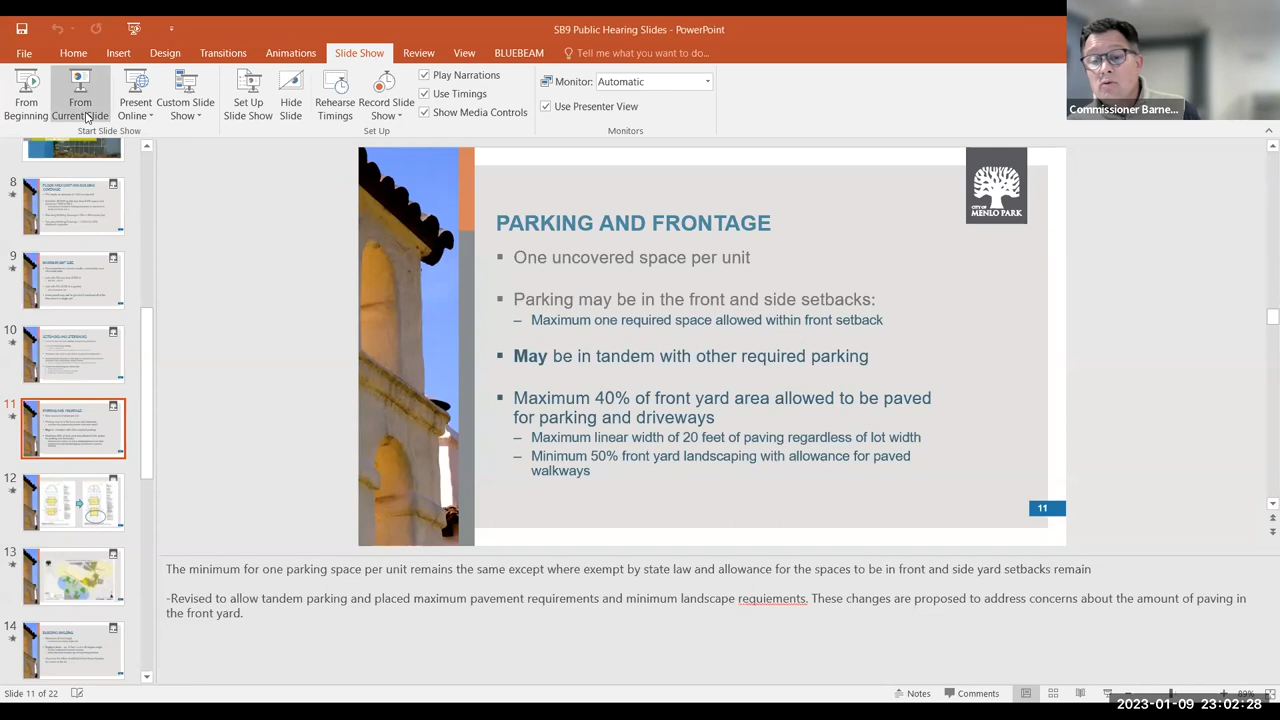 SB9 Public Hearing Slides - PowerPoint
File Home Insert Design Transitions Animations Slide Show Review View BLUEBEAM Tell me what you want to do...
From Beginning
From Current Slide
Present Online
Custom Slide Show
Set Up Slide Show
Hide Slide
Rehearse Timings
Record Slide Show
Play Narrations
Use Timings
Show Media Controls
Monitor: Automatic
Use Presenter View
Start Slide Show
Set Up
Monitors
Commissioner Barne...
8
9
10
11
12
13
14
CITY OF
MENLO PARK
PARKING AND FRONTAGE
▪ One uncovered space per unit
▪ Parking may be in the front and side setbacks:
– Maximum one required space allowed within front setback
▪ May be in tandem with other required parking
▪ Maximum 40% of front yard area allowed to be paved
for parking and driveways
– Maximum linear width of 20 feet of paving regardless of lot width
– Minimum 50% front yard landscaping with allowance for paved
walkways
11
The minimum for one parking space per unit remains the same except where exempt by state law and allowance for the spaces to be in front and side yard setbacks remain
-Revised to allow tandem parking and placed maximum pavement requirements and minimum landscape requiements. These changes are proposed to address concerns about the amount of paving in
the front yard.
Slide 11 of 22
Notes
Comments
89%
2023-01-09 23:02:28